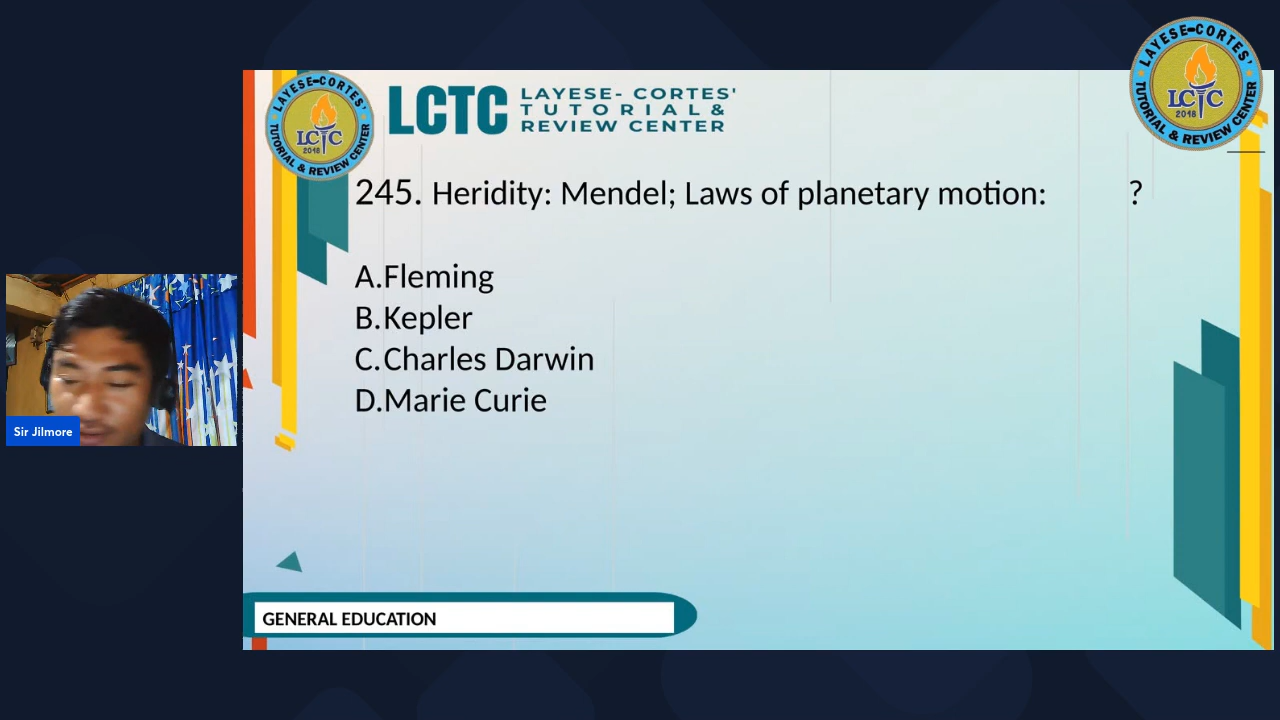 LAYESE-CORTES'
LCTC
2018
TUTORIAL & REVIEW CENTER
LCTC
LAYESE- CORTES'
TUTORIAL &
REVIEW CENTER
LAYESE-CORTES'
LCTC
2018
TUTORIAL & REVIEW CENTER
245. Heridity: Mendel; Laws of planetary motion: ?
A.Fleming
B.Kepler
C.Charles Darwin
D.Marie Curie
Sir Jilmore
GENERAL EDUCATION